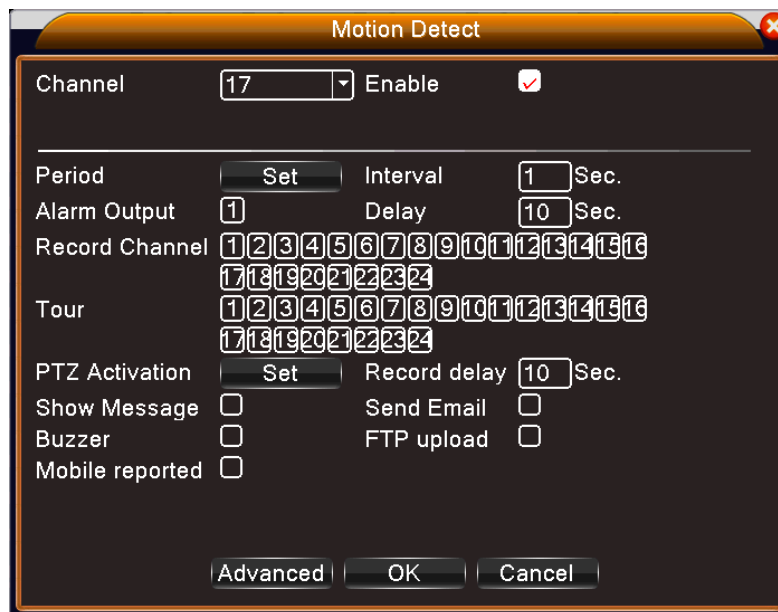 Motion Detect
Channel 17 Enable
Period Set Interval 1 Sec.
Alarm Output 1 Delay 10 Sec.
Record Channel 1 2 3 4 5 6 7 8 9 10 11 12 13 14 15 16
17 18 19 20 21 22 23 24
Tour 1 2 3 4 5 6 7 8 9 10 11 12 13 14 15 16
17 18 19 20 21 22 23 24
PTZ Activation Set Record delay 10 Sec.
Show Message Send Email
Buzzer FTP upload
Mobile reported
Advanced OK Cancel